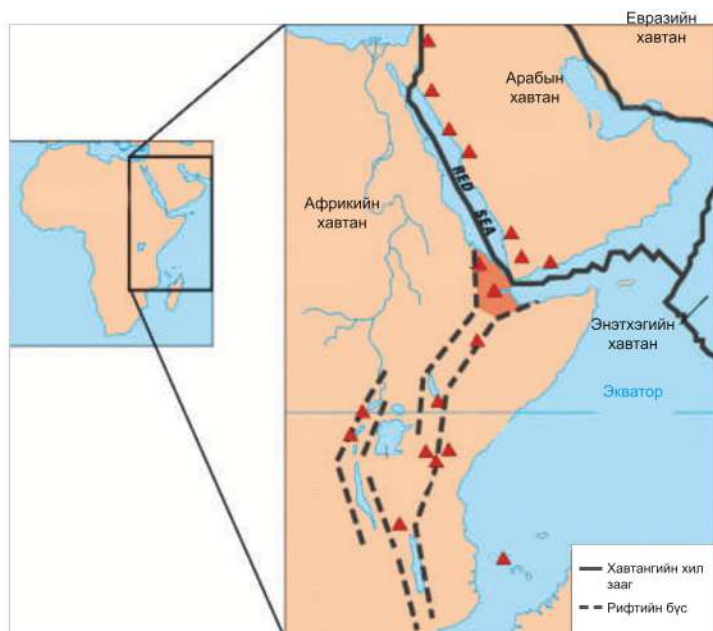 Евразийн
хавтан
Арабын
хавтан
Африкийн
хавтан
RED SEA
Энэтхэгийн
хавтан
Экватор
Хавтангийн хил
зааг
Рифтийн бүс